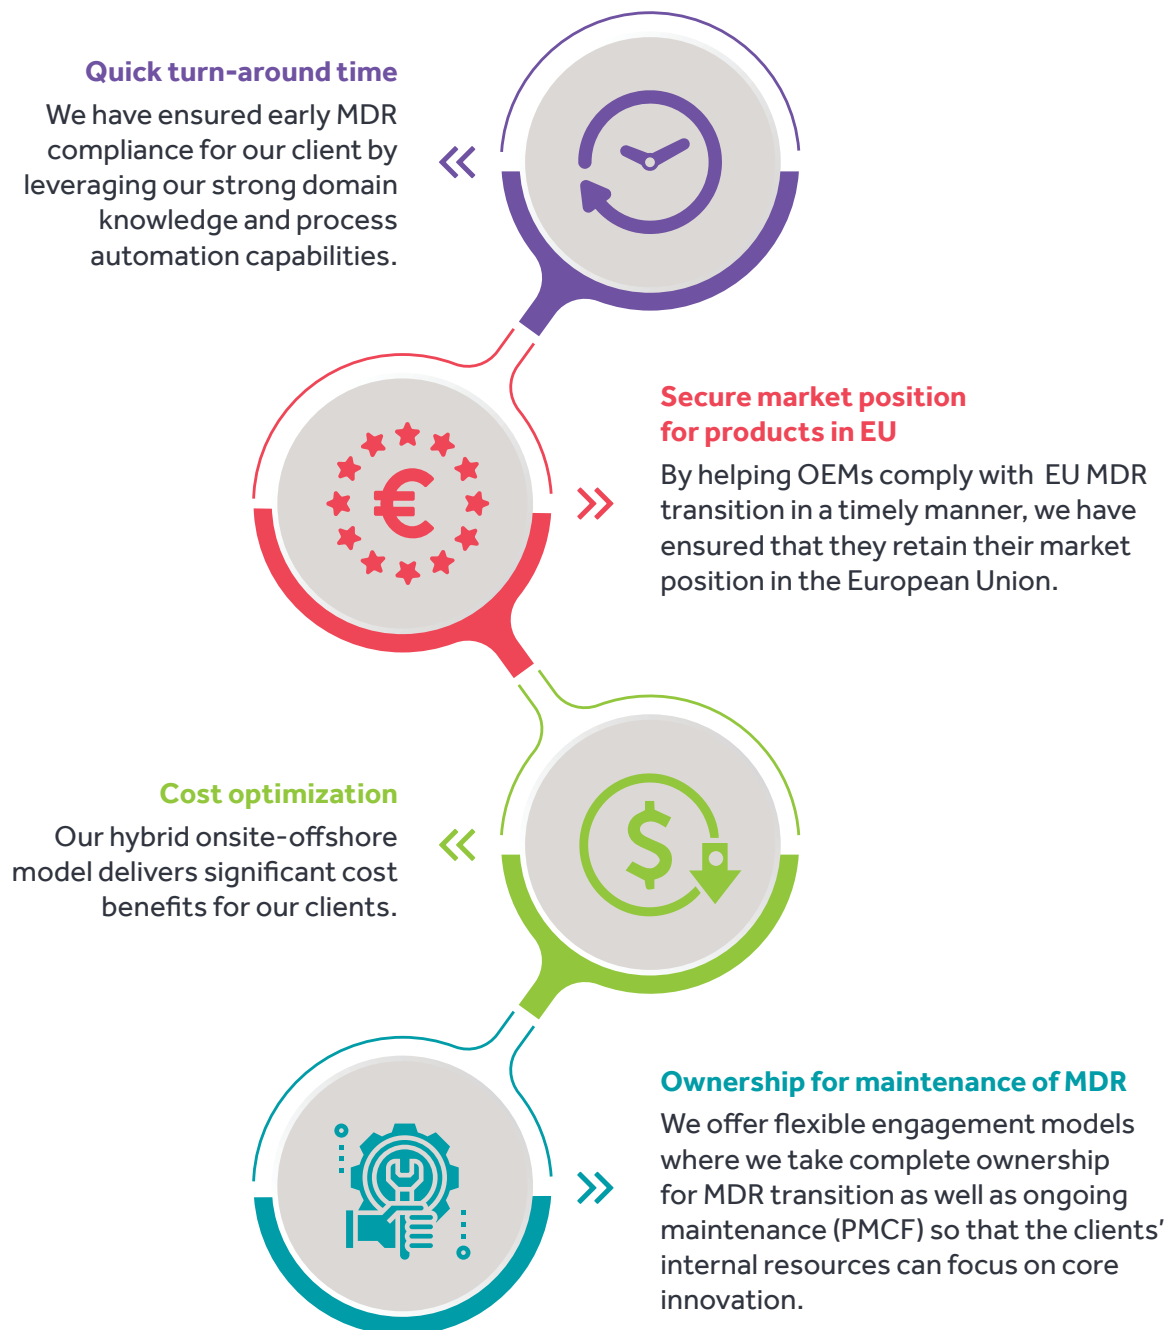 Quick turn-around time
We have ensured early MDR
compliance for our client by
leveraging our strong domain
knowledge and process
automation capabilities.
Secure market position
for products in EU
By helping OEMs comply with EU MDR
transition in a timely manner, we have
ensured that they retain their market
position in the European Union.
€
Cost optimization
Our hybrid onsite-offshore
model delivers significant cost
benefits for our clients.
$
Ownership for maintenance of MDR
We offer flexible engagement models
where we take complete ownership
for MDR transition as well as ongoing
maintenance (PMCF) so that the clients’
internal resources can focus on core
innovation.